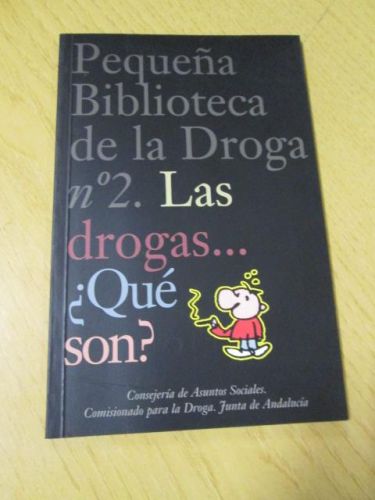 Pequeña
Biblioteca
de la Droga
nº2. Las
drogas...
¿Qué
son?
Consejería de Asuntos Sociales.
Comisionado para la Droga. Junta de Andalucía